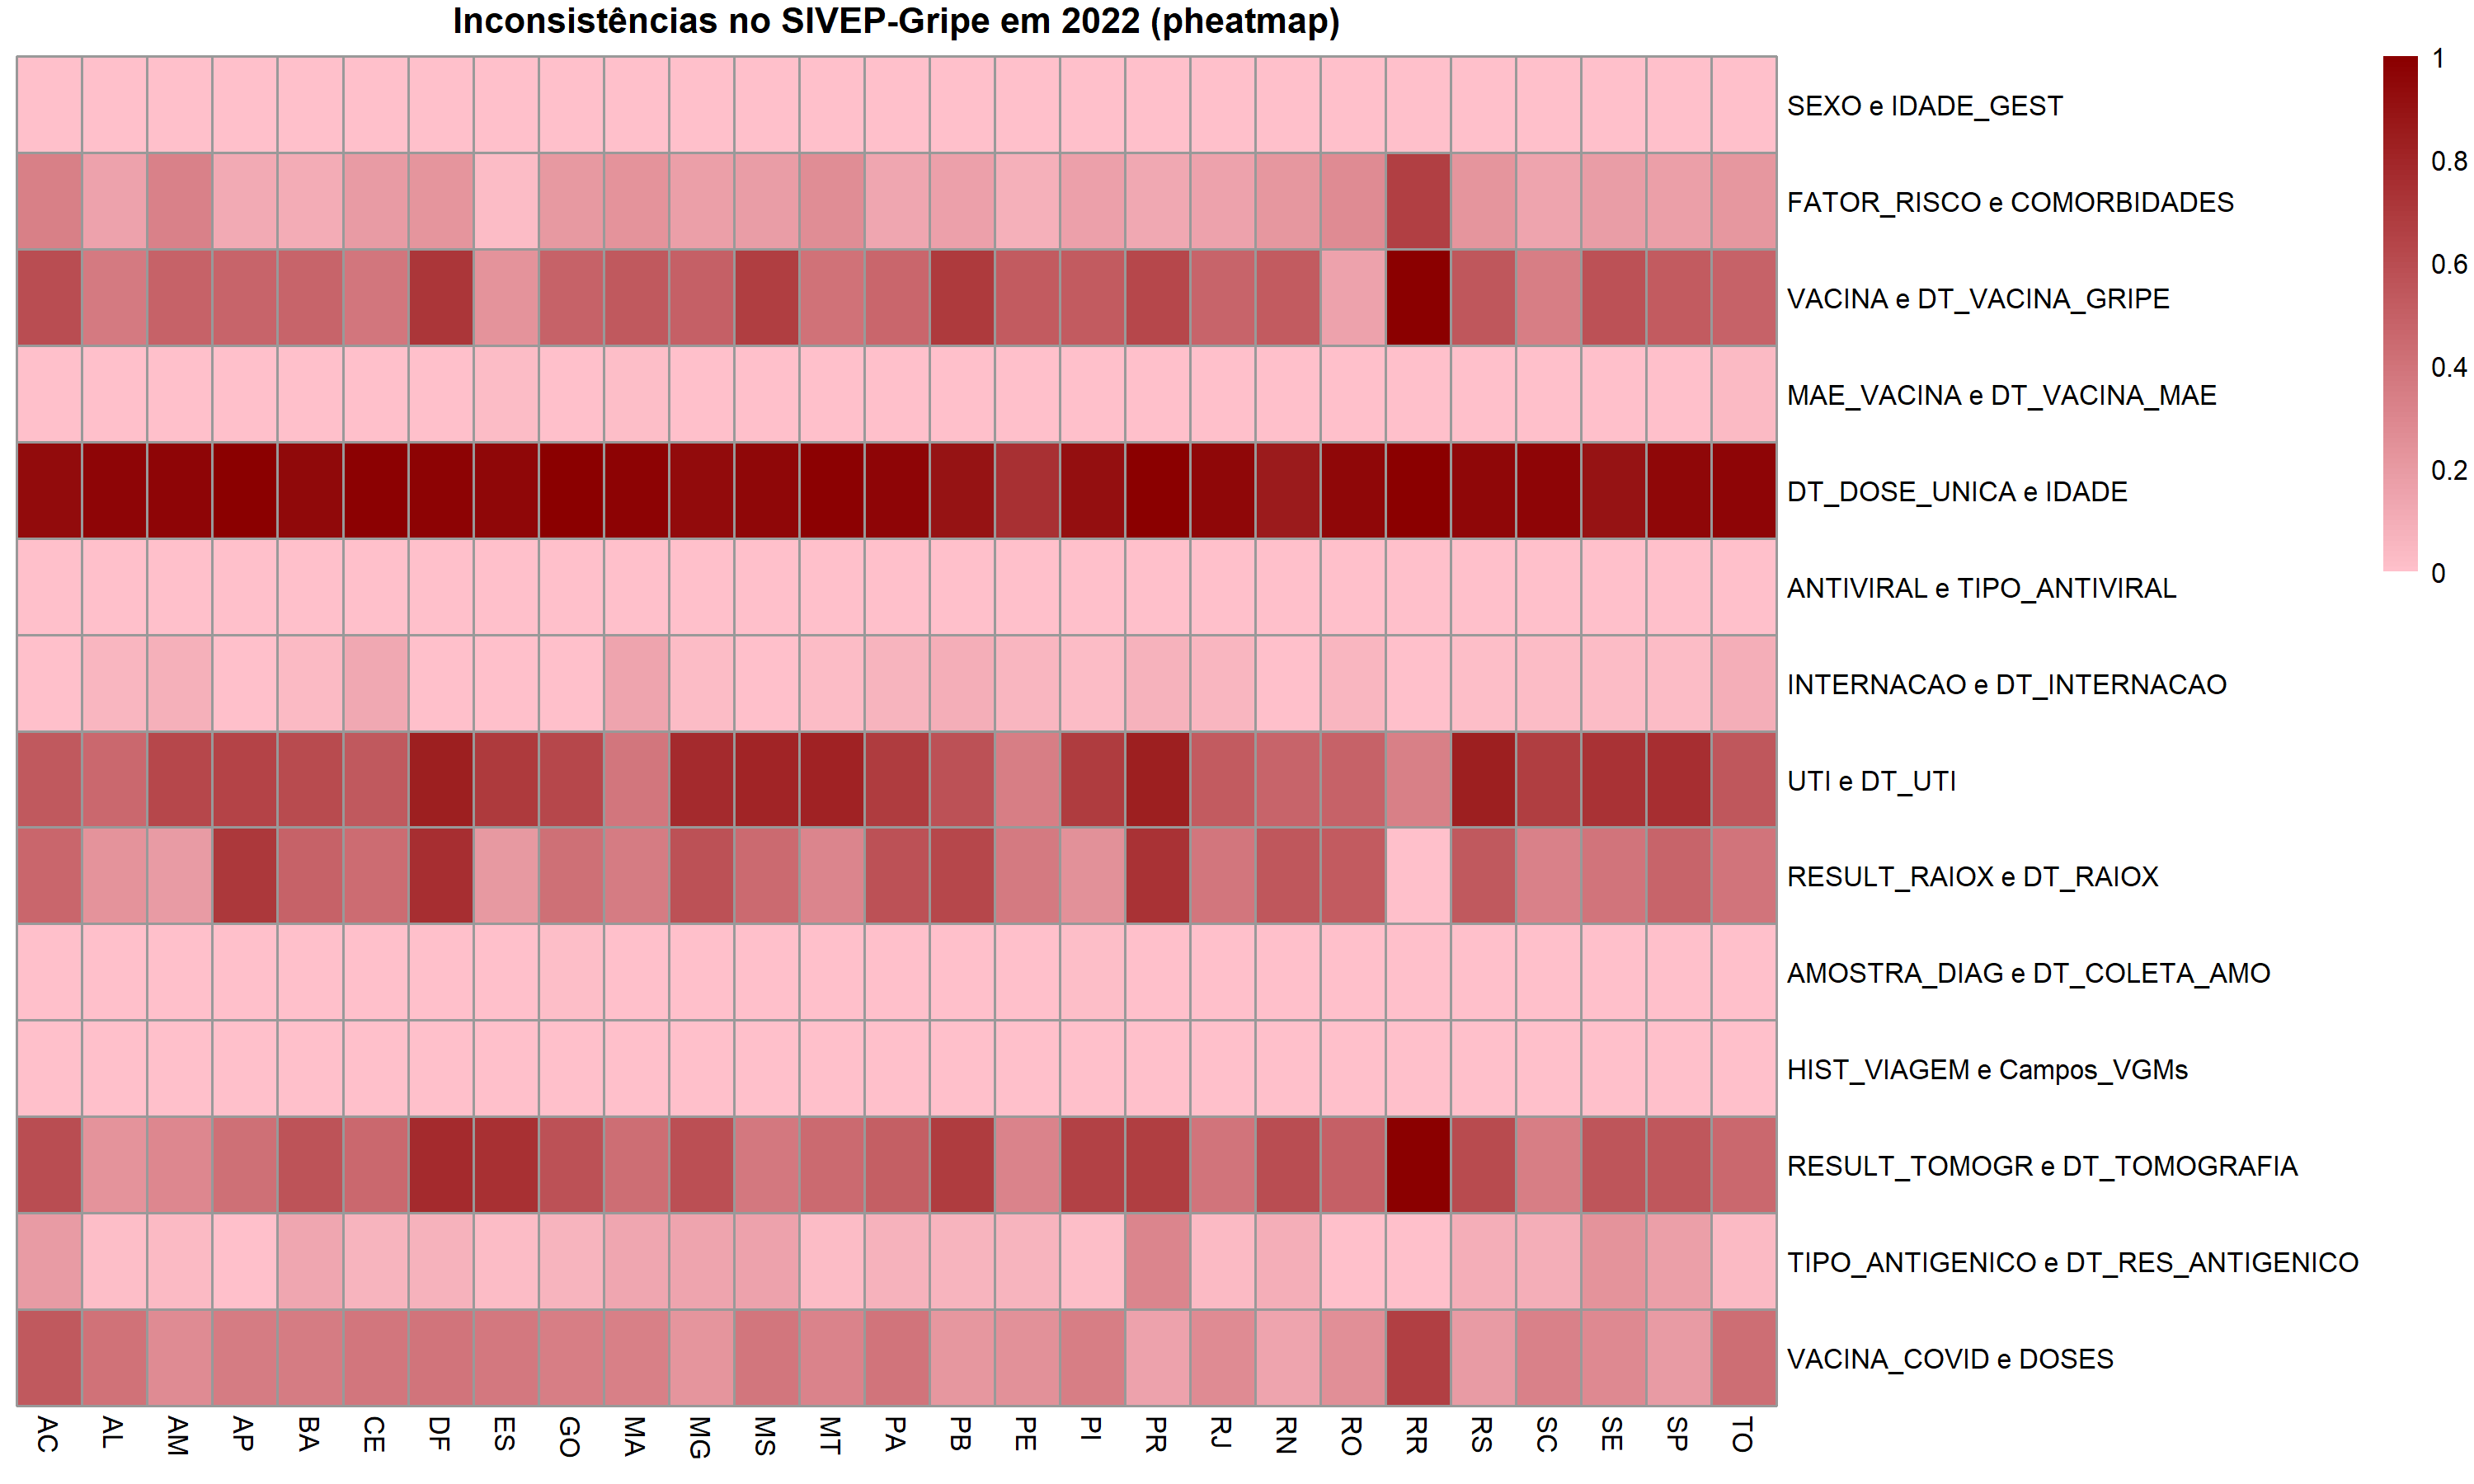 Inconsistências no SIVEP-Gripe em 2022 (pheatmap)
1
0.8
0.6
0.4
0.2
0
SEXO e IDADE_GEST
FATOR_RISCO e COMORBIDADES
VACINA e DT_VACINA_GRIPE
MAE_VACINA e DT_VACINA_MAE
DT_DOSE_UNICA e IDADE
ANTIVIRAL e TIPO_ANTIVIRAL
INTERNACAO e DT_INTERNACAO
UTI e DT_UTI
RESULT_RAIOX e DT_RAIOX
AMOSTRA_DIAG e DT_COLETA_AMO
HIST_VIAGEM e Campos_VGMs
RESULT_TOMOGR e DT_TOMOGRAFIA
TIPO_ANTIGENICO e DT_RES_ANTIGENICO
VACINA_COVID e DOSES
AC
AL
AM
AP
BA
CE
DF
ES
GO
MA
MG
MS
MT
PA
PB
PE
PI
PR
RJ
RN
RO
RR
RS
SC
SE
SP
TO